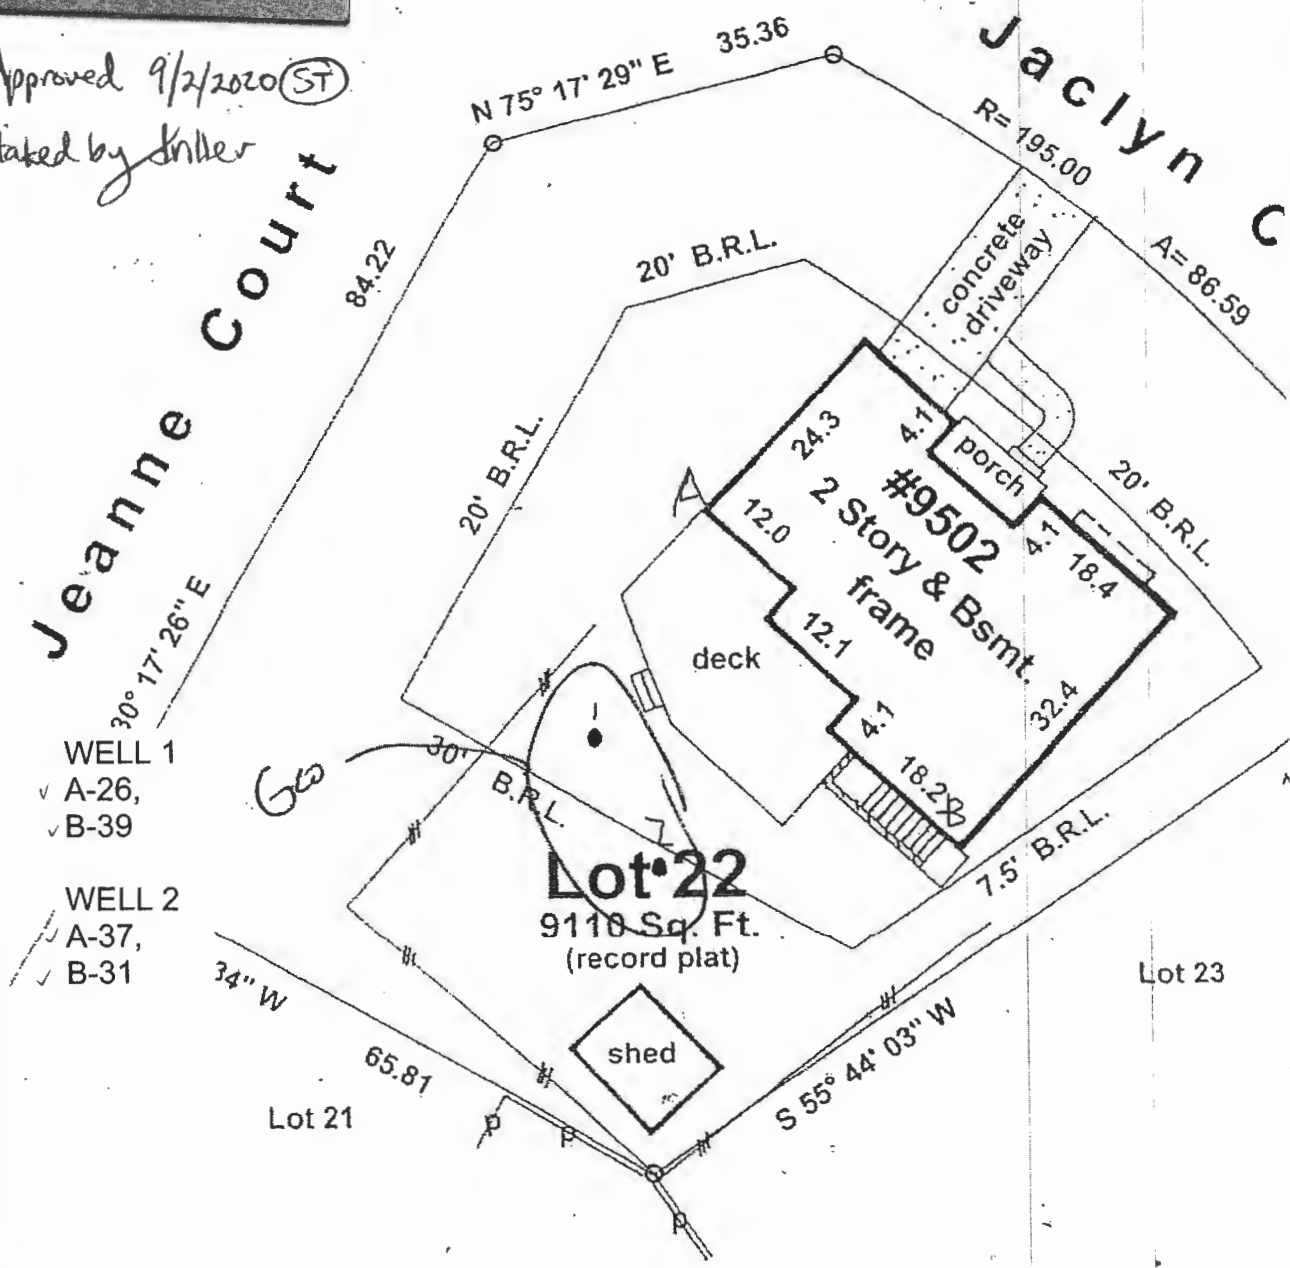 Approved 9/2/2020 ST
taked by
Jeanne Court
Jaclyn C
N 75° 17' 29" E 35.36
R= 195.00
A= 86.59
84.22
30° 17' 26" E
20' B.R.L.
20' B.R.L.
20' B.R.L.
concrete
driveway
porch
4.1
24.3
#9502
2 Story & Bsmt.
frame
12.0
4.1
18.4
12.1
deck
4.1
32.4
18.2
A
B
WELL 1
A-26,
B-39
WELL 2
A-37,
B-31
Geo
30'
B.R.L.
1
2
Lot 22
9110 Sq. Ft.
(record plat)
7.5' B.R.L.
Lot 23
34" W
65.81
shed
S 55° 44' 03" W
Lot 21
p
p
p